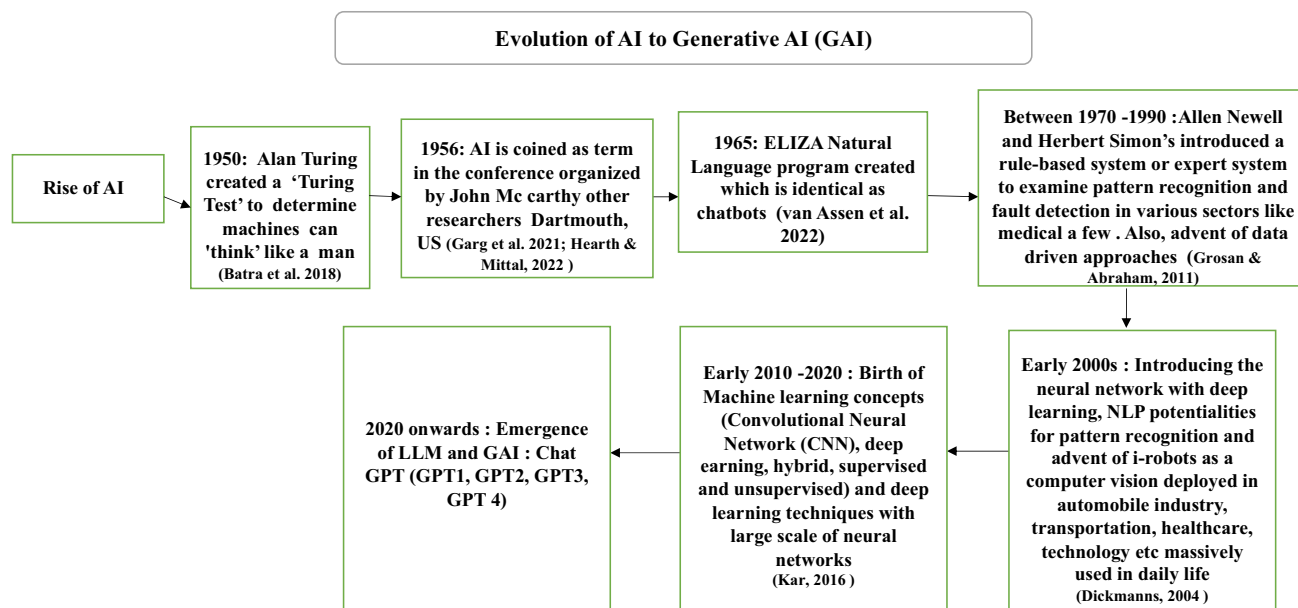 Evolution of AI to Generative AI (GAI)
Rise of AI
1950: Alan Turing
created a ‘Turing
Test’ to determine
machines can
'think’ like a man
(Batra et al. 2018)
1956: AI is coined as term
in the conference organized
by John Mc carthy other
researchers Dartmouth,
US (Garg et al. 2021; Hearth &
Mittal, 2022 )
1965: ELIZA Natural
Language program created
which is identical as
chatbots (van Assen et al.
2022)
Between 1970 -1990 :Allen Newell
and Herbert Simon’s introduced a
rule-based system or expert system
to examine pattern recognition and
fault detection in various sectors like
medical a few . Also, advent of data
driven approaches (Grosan &
Abraham, 2011)
Early 2000s : Introducing the
neural network with deep
learning, NLP potentialities
for pattern recognition and
advent of i-robots as a
computer vision deployed in
automobile industry,
transportation, healthcare,
technology etc massively
used in daily life
(Dickmanns, 2004 )
Early 2010 -2020 : Birth of
Machine learning concepts
(Convolutional Neural
Network (CNN), deep
earning, hybrid, supervised
and unsupervised) and deep
learning techniques with
large scale of neural
networks
(Kar, 2016 )
2020 onwards : Emergence
of LLM and GAI : Chat
GPT (GPT1, GPT2, GPT3,
GPT 4)